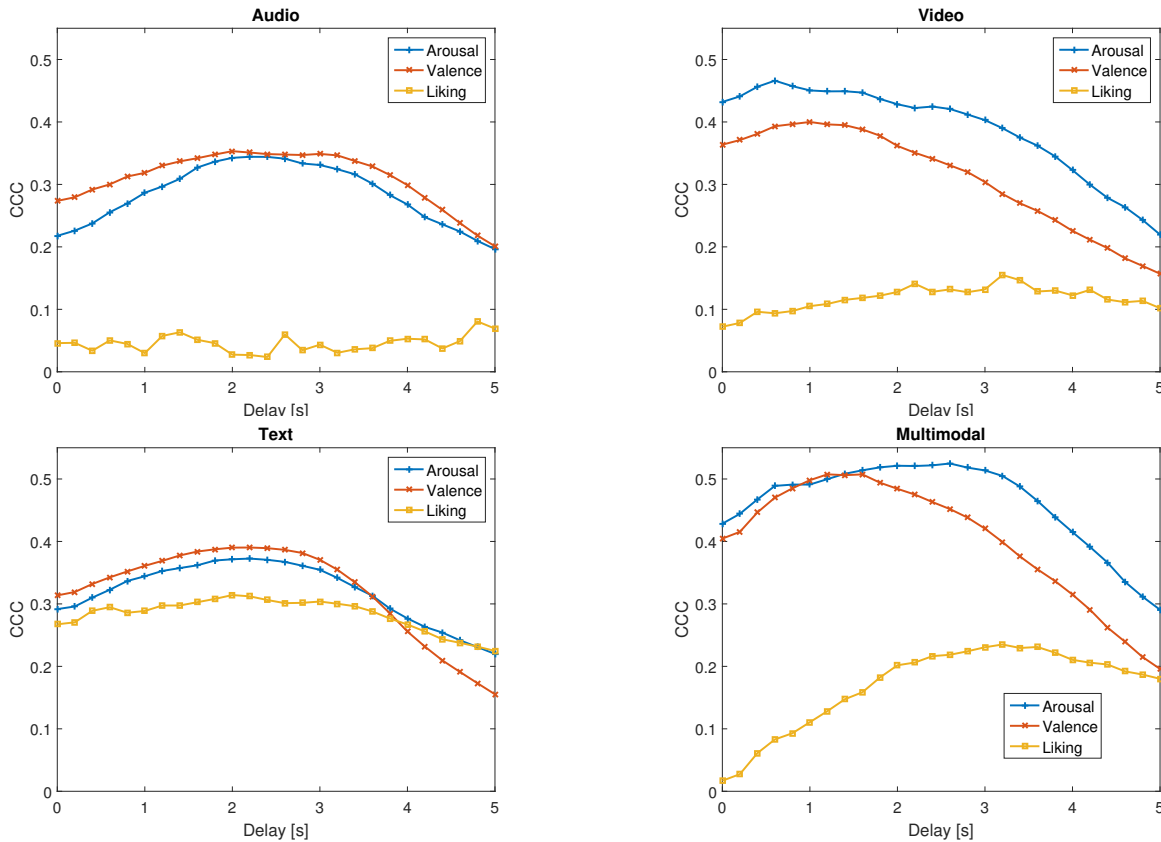 Audio
Video
0.5
0.4
0.3
0.2
0.1
0
CCC
Arousal
Valence
Liking
0 1 2 3 4 5
Delay [s]
0.5
0.4
0.3
0.2
0.1
0
CCC
Arousal
Valence
Liking
0 1 2 3 4 5
Delay [s]
Text
Multimodal
0.5
0.4
0.3
0.2
0.1
0
CCC
Arousal
Valence
Liking
0 1 2 3 4 5
Delay [s]
0.5
0.4
0.3
0.2
0.1
0
CCC
Arousal
Valence
Liking
0 1 2 3 4 5
Delay [s]